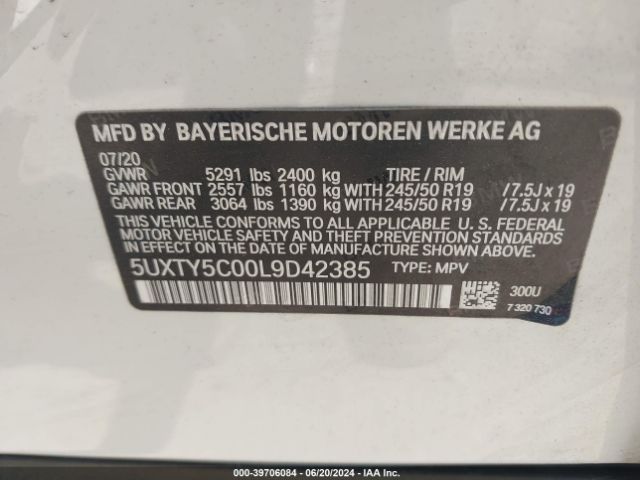 MFD BY BAYERISCHE MOTOREN WERKE AG
07/20
GVWR 5291 lbs 2400 kg TIRE / RIM
GAWR FRONT 2557 lbs 1160 kg WITH 245/50 R19 /7.5J x 19
GAWR REAR 3064 lbs 1390 kg WITH 245/50 R19 /7.5J x 19
THIS VEHICLE CONFORMS TO ALL APPLICABLE U.S. FEDERAL
MOTOR VEHICLE SAFETY AND THEFT PREVENTION
STANDARDS IN EFFECT ON THE DATE OF MANUFACTURE SHOWN ABOVE.
5UXTY5C00L9D42385 TYPE: MPV
300U
7 320 730
000-39706084 - 06/20/2024 - IAA Inc.